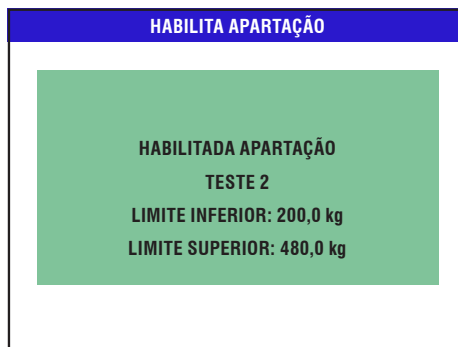 HABILITA APARTAÇÃO
HABILITADA APARTAÇÃO
TESTE 2
LIMITE INFERIOR: 200,0 kg
LIMITE SUPERIOR: 480,0 kg